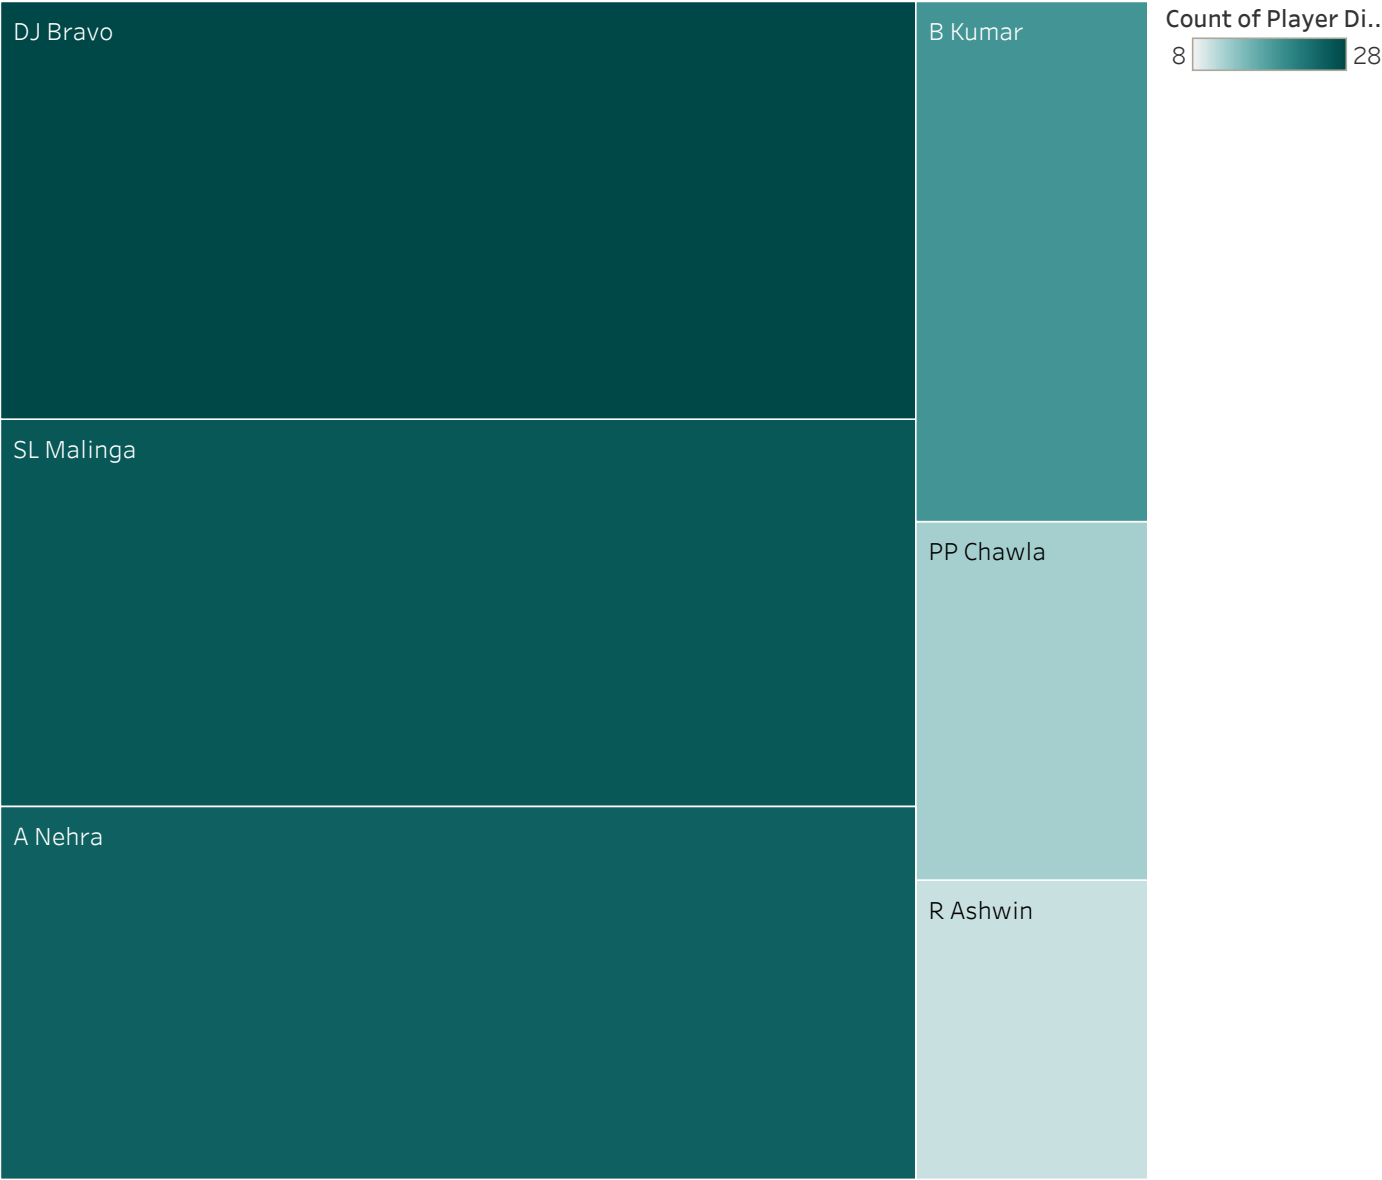 DJ Bravo
SL Malinga
A Nehra
B Kumar
PP Chawla
R Ashwin
Count of Player Di..
8 28